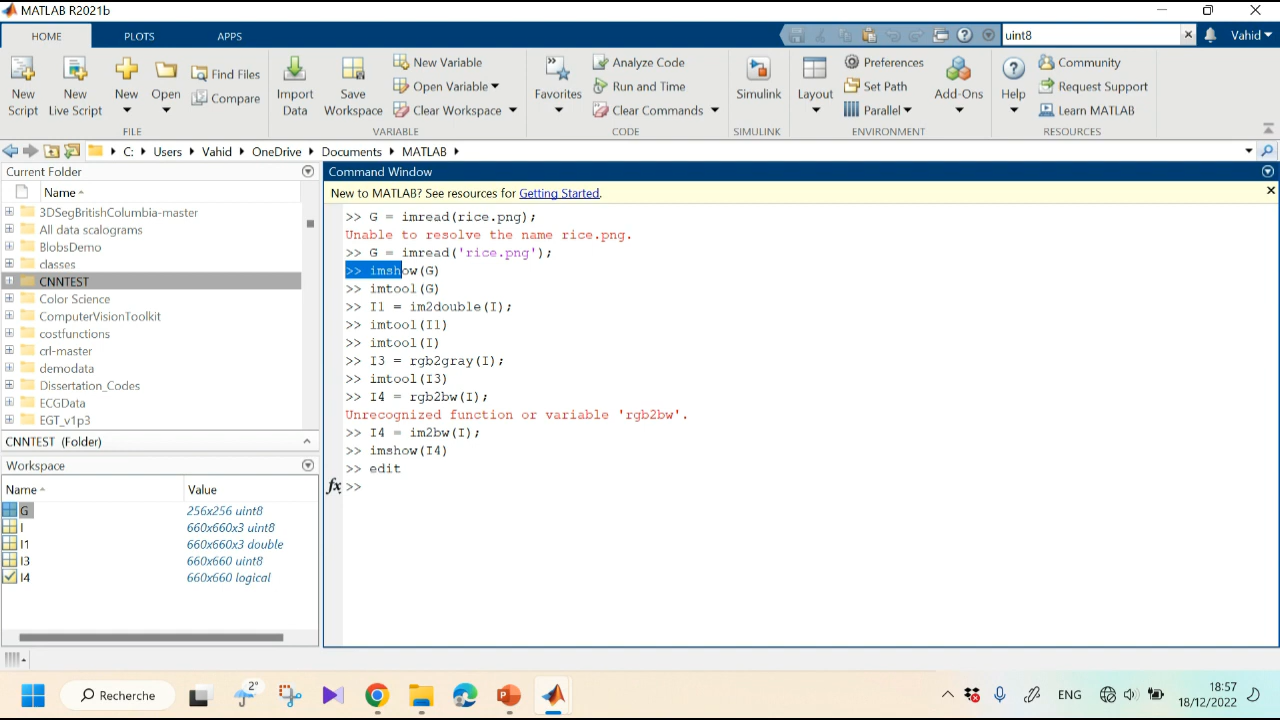 MATLAB R2021b
HOME PLOTS APPS uint8 Vahid
New Script
New Live Script
New
Open
Find Files
Compare
FILE
Import Data
Save Workspace
New Variable
Open Variable
Clear Workspace
VARIABLE
Favorites
Analyze Code
Run and Time
Clear Commands
CODE
Simulink
SIMULINK
Layout
Preferences
Set Path
Parallel
ENVIRONMENT
Add-Ons
Help
Community
Request Support
Learn MATLAB
RESOURCES
C: Users Vahid OneDrive Documents MATLAB
Current Folder
Name
3DSegBritishColumbia-master
All data scalograms
BlobsDemo
classes
CNNTEST
Color Science
ComputerVisionToolkit
costfunctions
crl-master
demodata
Dissertation_Codes
ECGData
EGT_v1p3
CNNTEST (Folder)
Workspace
Name Value
G 256x256 uint8
I 660x660x3 uint8
I1 660x660x3 double
I3 660x660 uint8
I4 660x660 logical
Command Window
New to MATLAB? See resources for Getting Started.
>> G = imread(rice.png);
Unable to resolve the name rice.png.
>> G = imread('rice.png');
>> imshow(G)
>> imtool(G)
>> I1 = im2double(I);
>> imtool(I1)
>> imtool(I)
>> I3 = rgb2gray(I);
>> imtool(I3)
>> I4 = rgb2bw(I);
Unrecognized function or variable 'rgb2bw'.
>> I4 = im2bw(I);
>> imshow(I4)
>> edit
fx >>
Recherche
2°
ENG
18:57
18/12/2022